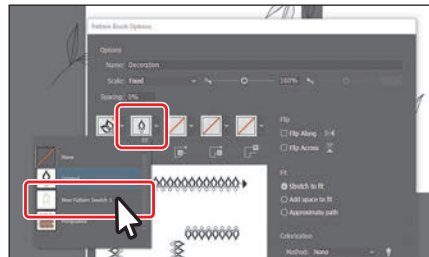 Pattern Brush Options
Options
Name: Decoration
Scale: Fixed 100%
Spacing: 0%
Flip
Flip Along
Flip Across
None
Original
New Pattern Swatch 1
Fit
Stretch to fit
Add space to fit
Approximate path
Colorization
Method: None